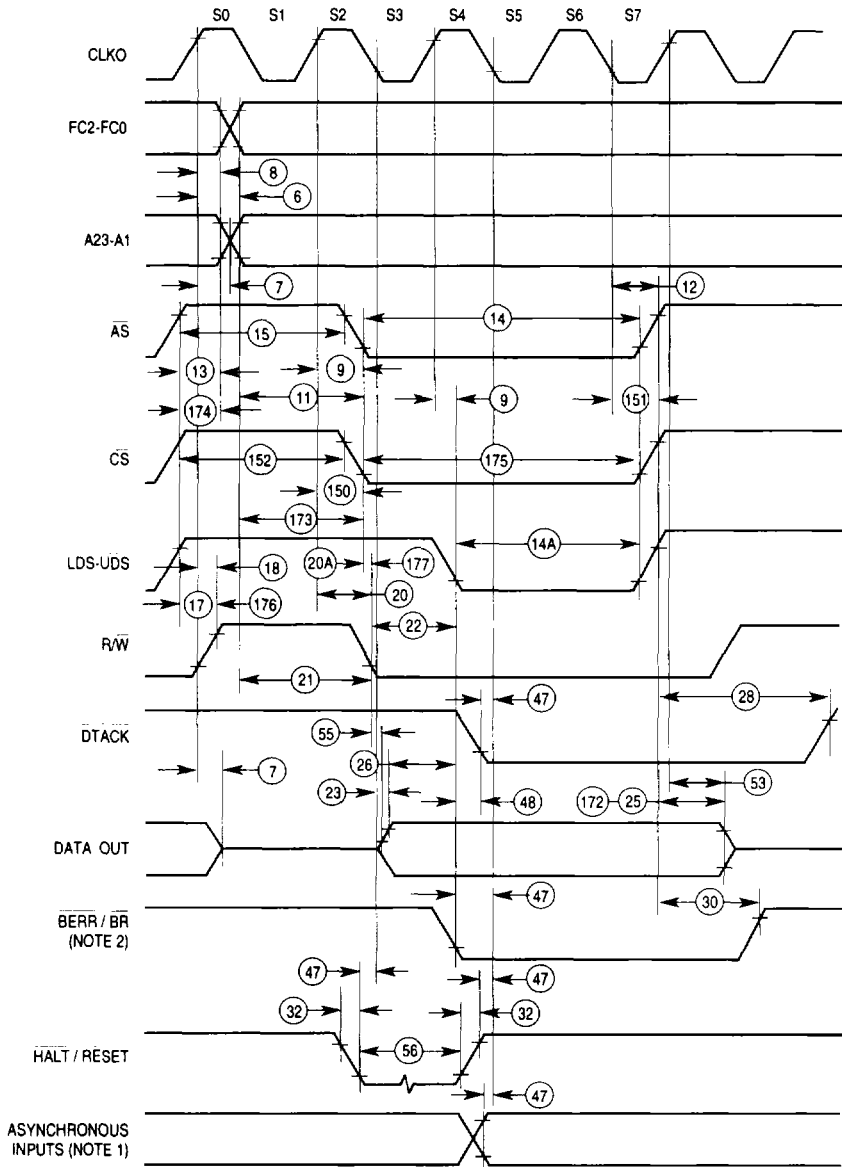 S0 S1 S2 S3 S4 S5 S6 S7
CLKO
FC2-FC0
8
6
A23-A1
7
12
AS
15
14
13
9
11
9
151
174
CS
152
175
150
173
14A
LDS-UDS
18
20A
177
20
17
176
22
R/W
21
28
47
DTACK
55
26
7
53
23
48
172
25
DATA OUT
47
30
BERR / BR
(NOTE 2)
47
47
32
32
HALT / RESET
56
47
ASYNCHRONOUS
INPUTS (NOTE 1)